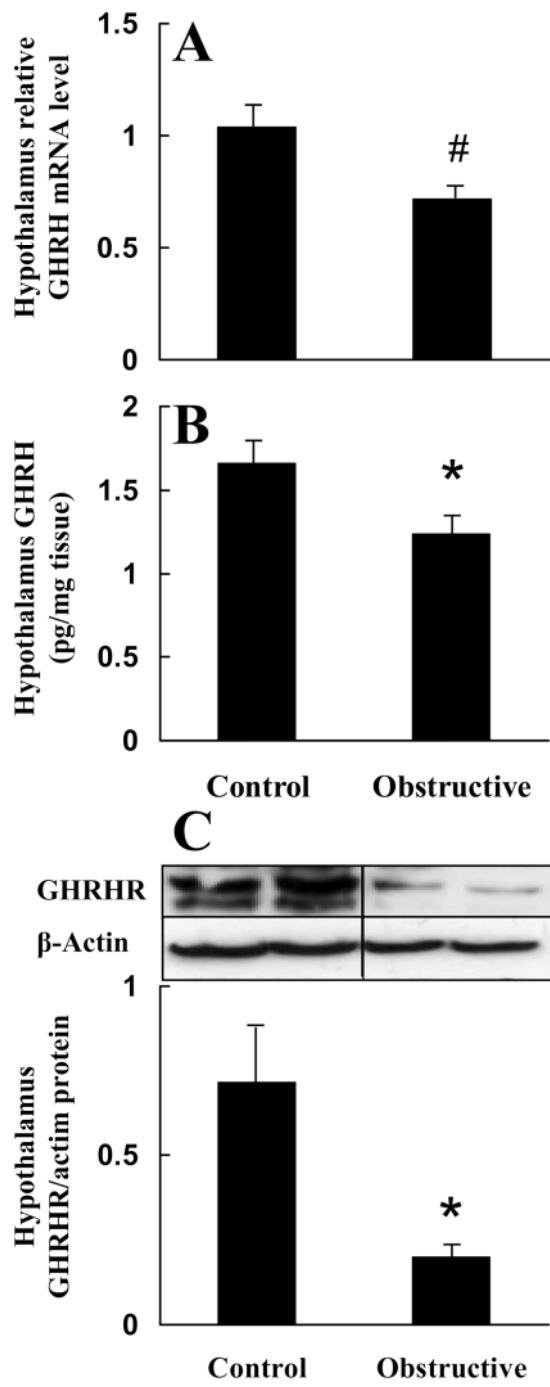 A
Hypothalamus relative
GHRH mRNA level
1.5
1
0.5
0
#
B
Hypothalamus GHRH
(pg/mg tissue)
2
1.5
1
0.5
0
*
Control Obstructive
C
GHRHR
β-Actin
Hypothalamus
GHRHR/actim protein
1
0.5
0
*
Control Obstructive